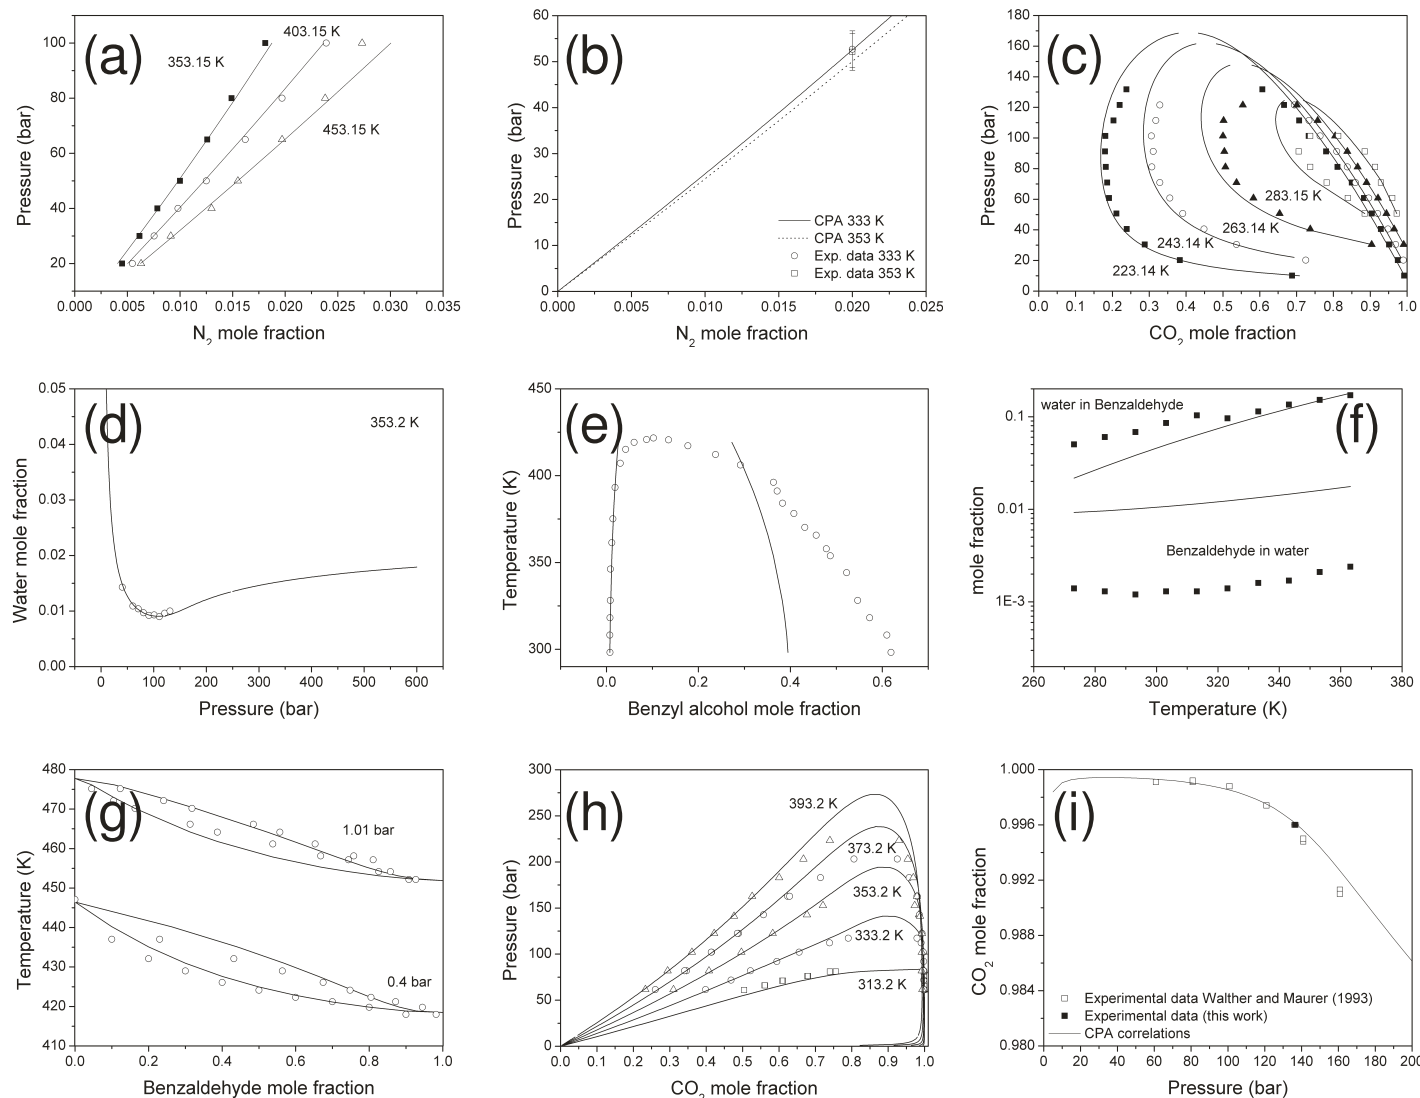 (a)
403.15 K
353.15 K
453.15 K
100
80
60
40
20
0.000
0.005
0.010
0.015
0.020
0.025
0.030
0.035
Pressure (bar)
N2 mole fraction
(b)
60
50
40
30
20
10
0
0.000
0.005
0.010
0.015
0.020
0.025
Pressure (bar)
N2 mole fraction
CPA 333 K
CPA 353 K
Exp. data 333 K
Exp. data 353 K
(c)
180
160
140
120
100
80
60
40
20
0
0.0
0.1
0.2
0.3
0.4
0.5
0.6
0.7
0.8
0.9
1.0
Pressure (bar)
CO2 mole fraction
283.15 K
263.14 K
243.14 K
223.14 K
(d)
353.2 K
0.05
0.04
0.03
0.02
0.01
0.00
0
100
200
300
400
500
600
Water mole fraction
Pressure (bar)
(e)
450
400
350
300
0.0
0.2
0.4
0.6
Temperature (K)
Benzyl alcohol mole fraction
(f)
water in Benzaldehyde
Benzaldehyde in water
0.1
0.01
1E-3
260
280
300
320
340
360
380
mole fraction
Temperature (K)
(g)
1.01 bar
0.4 bar
480
470
460
450
440
430
420
410
0.0
0.2
0.4
0.6
0.8
1.0
Temperature (K)
Benzaldehyde mole fraction
(h)
393.2 K
373.2 K
353.2 K
333.2 K
313.2 K
300
250
200
150
100
50
0
0.0
0.1
0.2
0.3
0.4
0.5
0.6
0.7
0.8
0.9
1.0
Pressure (bar)
CO2 mole fraction
(i)
1.000
0.996
0.992
0.988
0.984
0.980
0
20
40
60
80
100
120
140
160
180
200
CO2 mole fraction
Pressure (bar)
Experimental data Walther and Maurer (1993)
Experimental data (this work)
CPA correlations